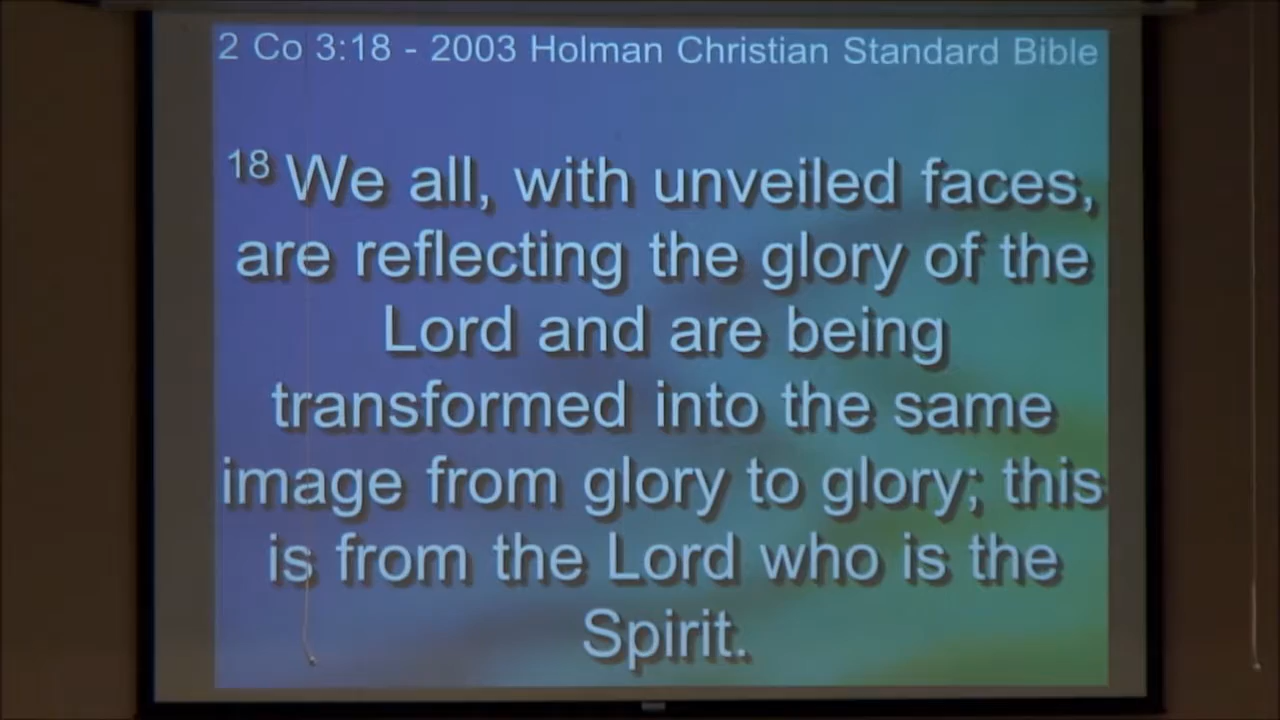 2 Co 3:18 - 2003 Holman Christian Standard Bible
18 We all, with unveiled faces,
are reflecting the glory of the
Lord and are being
transformed into the same
image from glory to glory; this
is from the Lord who is the
Spirit.